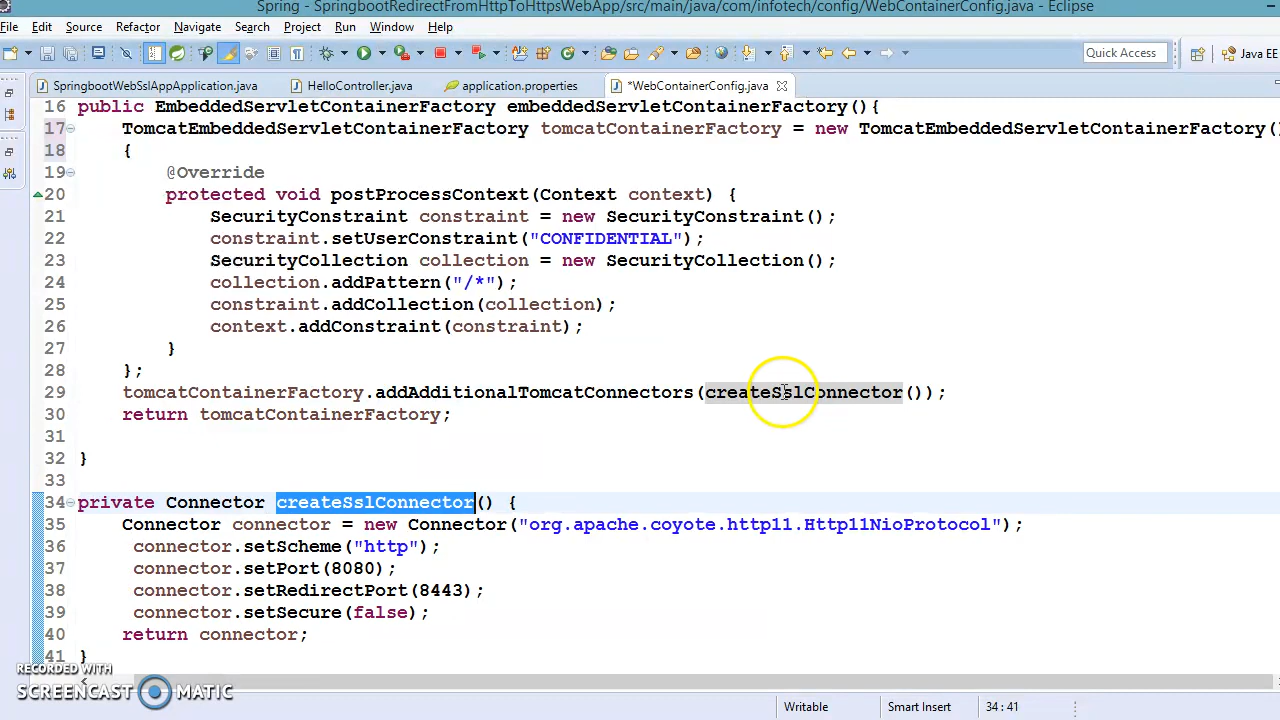 Spring - SpringbootRedirectFromHttpToHttpsWebApp/src/main/java/com/infotech/config/WebContainerConfig.java - Eclipse
File Edit Source Refactor Navigate Search Project Run Window Help
Quick Access Java EE
SpringbootWebSslAppApplication.java HelloController.java application.properties *WebContainerConfig.java
16 public EmbeddedServletContainerFactory embeddedServletContainerFactory(){
17 TomcatEmbeddedServletContainerFactory tomcatContainerFactory = new TomcatEmbeddedServletContainerFactory(
18 {
19 @Override
20 protected void postProcessContext(Context context) {
21 SecurityConstraint constraint = new SecurityConstraint();
22 constraint.setUserConstraint("CONFIDENTIAL");
23 SecurityCollection collection = new SecurityCollection();
24 collection.addPattern("/*");
25 constraint.addCollection(collection);
26 context.addConstraint(constraint);
27 }
28 };
29 tomcatContainerFactory.addAdditionalTomcatConnectors(createSslConnector());
30 return tomcatContainerFactory;
31
32 }
33
34 private Connector createSslConnector() {
35 Connector connector = new Connector("org.apache.coyote.http11.Http11NioProtocol");
36 connector.setScheme("http");
37 connector.setPort(8080);
38 connector.setRedirectPort(8443);
39 connector.setSecure(false);
40 return connector;
41 }
RECORDED WITH
SCREENCAST MATIC
Writable Smart Insert 34 : 41